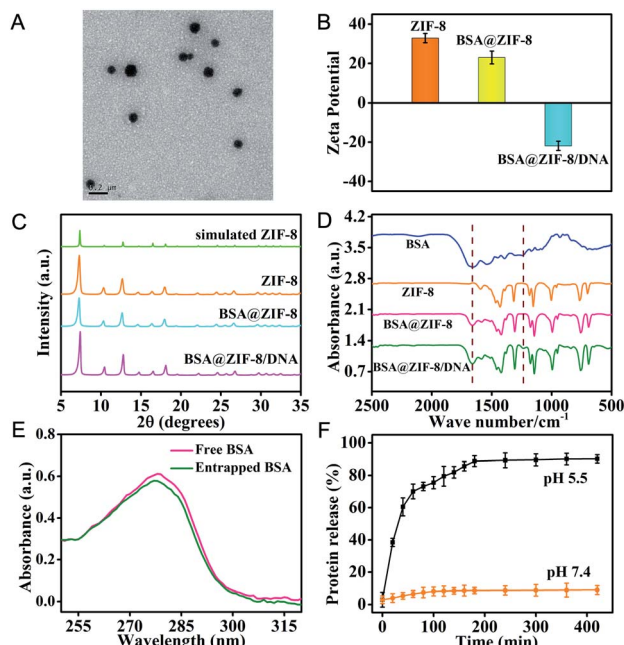 A
0.2 μm
B
Zeta Potential
40
20
0
-20
-40
ZIF-8
BSA@ZIF-8
BSA@ZIF-8/DNA
C
Intensity (a.u.)
simulated ZIF-8
ZIF-8
BSA@ZIF-8
BSA@ZIF-8/DNA
5 10 15 20 25 30 35
2θ (degrees)
D
Absorbance (a.u.)
4.2
3.5
2.8
2.1
1.4
0.7
BSA
ZIF-8
BSA@ZIF-8
BSA@ZIF-8/DNA
2500 2000 1500 1000 500
Wave number/cm⁻¹
E
Absorbance (a.u.)
0.8
0.6
0.4
0.2
0.0
Free BSA
Entrapped BSA
255 270 285 300 315
Wavelength (nm)
F
Protein release (%)
120
100
80
60
40
20
0
pH 5.5
pH 7.4
0 100 200 300 400
Time (min)